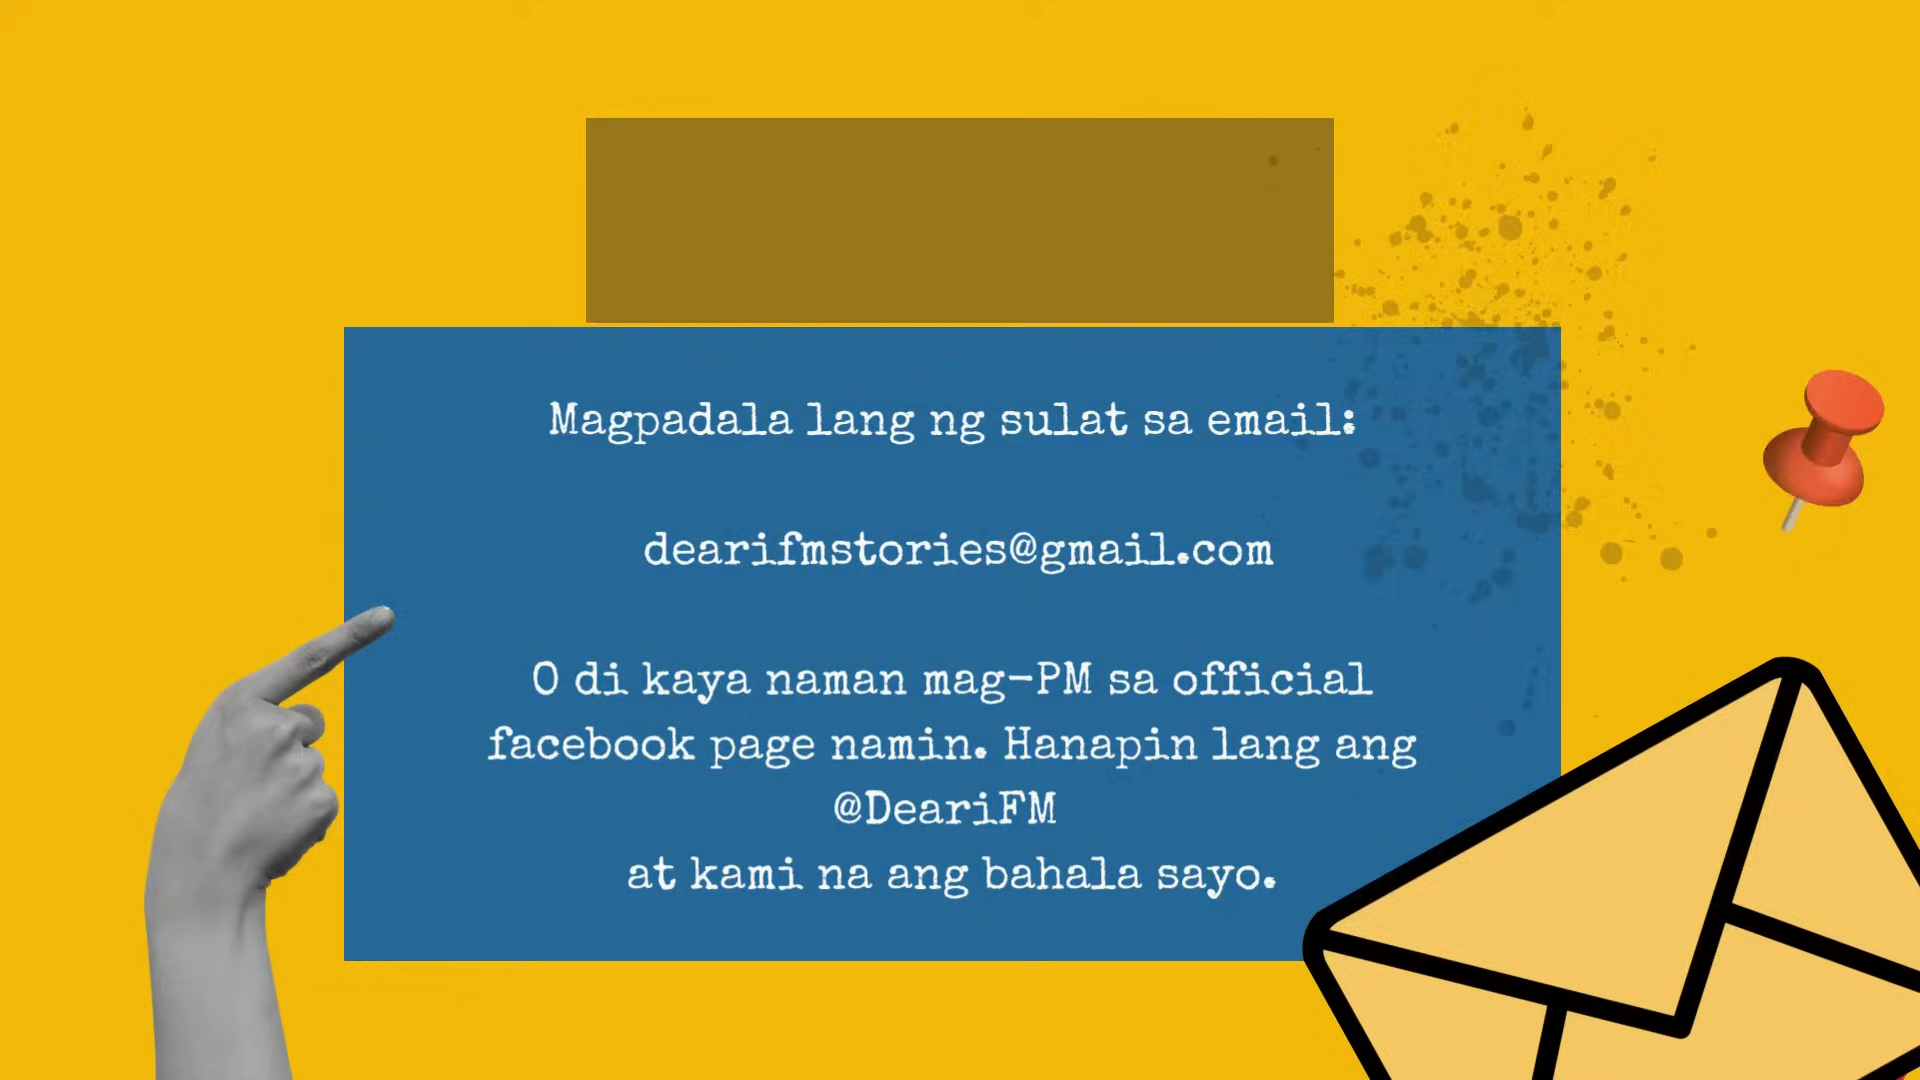 Magpadala lang ng sulat sa email:
dearifmstories@gmail.com
O di kaya naman mag-PM sa official
facebook page namin. Hanapin lang ang
@DeariFM
at kami na ang bahala sayo.